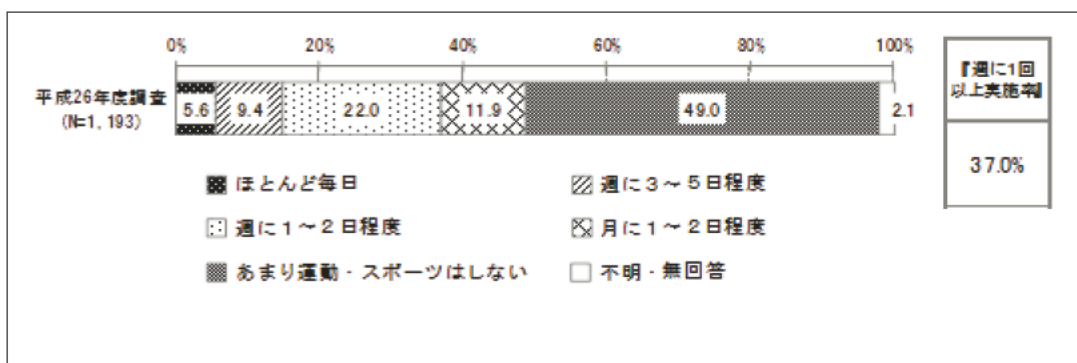 0% 20% 40% 60% 80% 100%
平成26年度調査
(N=1,193)
5.6 9.4 22.0 11.9 49.0 2.1
『週に1回
以上実施率』
37.0%
ほとんど毎日 週に3~5日程度
週に1~2日程度 月に1~2日程度
あまり運動・スポーツはしない 不明・無回答